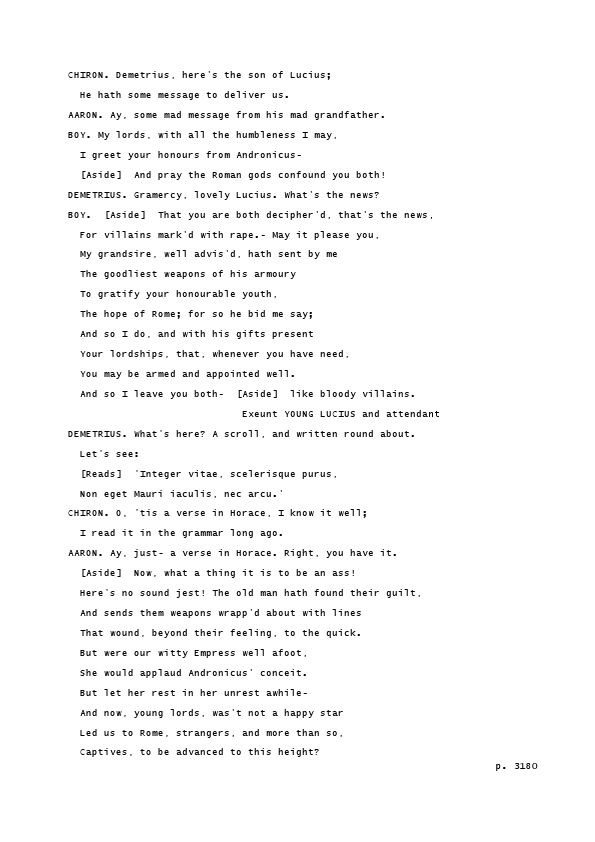 CHIRON. Demetrius, here's the son of Lucius;
He hath some message to deliver us.
AARON. Ay, some mad message from his mad grandfather.
BOY. My lords, with all the humbleness I may,
I greet your honours from Andronicus-
[Aside]  And pray the Roman gods confound you both!
DEMETRIUS. Gramercy, lovely Lucius. What's the news?
BOY.  [Aside]  That you are both decipher'd, that's the news,
For villains mark'd with rape.- May it please you,
My grandsire, well advis'd, hath sent by me
The goodliest weapons of his armoury
To gratify your honourable youth,
The hope of Rome; for so he bid me say;
And so I do, and with his gifts present
Your lordships, that, whenever you have need,
You may be armed and appointed well.
And so I leave you both-  [Aside]  like bloody villains.
Exeunt YOUNG LUCIUS and attendant
DEMETRIUS. What's here? A scroll, and written round about.
Let's see:
[Reads]  'Integer vitae, scelerisque purus,
Non eget Mauri iaculis, nec arcu.'
CHIRON. O, 'tis a verse in Horace, I know it well;
I read it in the grammar long ago.
AARON. Ay, just- a verse in Horace. Right, you have it.
[Aside]  Now, what a thing it is to be an ass!
Here's no sound jest! The old man hath found their guilt,
And sends them weapons wrapp'd about with lines
That wound, beyond their feeling, to the quick.
But were our witty Empress well afoot,
She would applaud Andronicus' conceit.
But let her rest in her unrest awhile-
And now, young lords, was't not a happy star
Led us to Rome, strangers, and more than so,
Captives, to be advanced to this height?
p. 3180